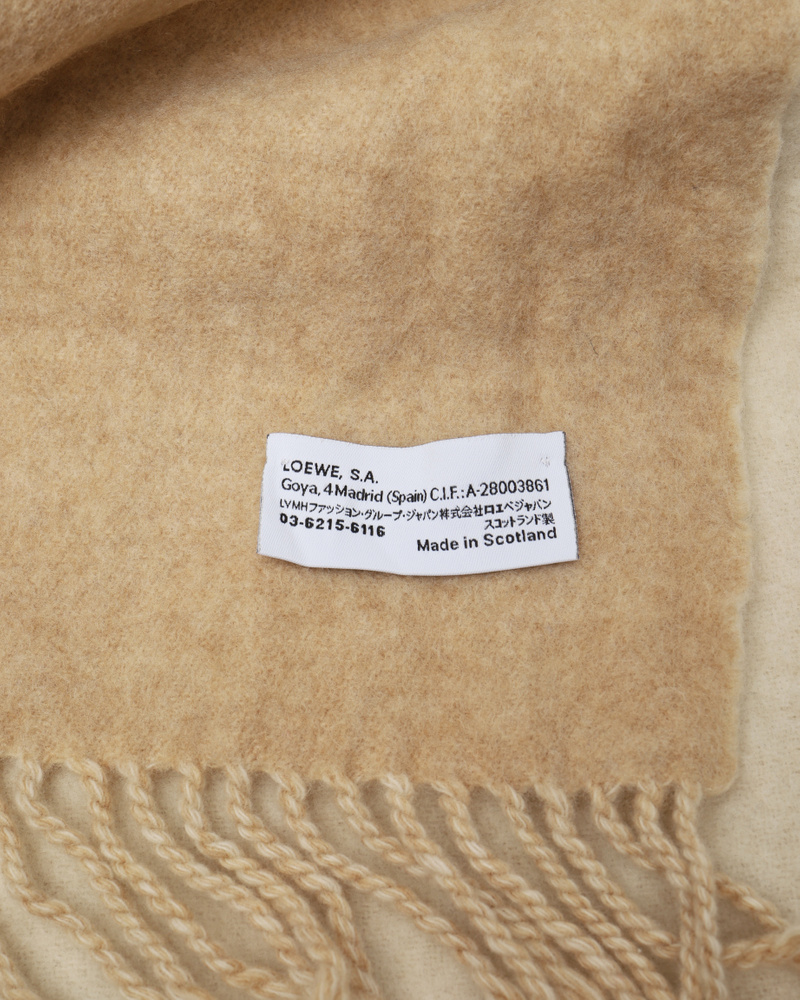 LOEWE, S.A.
Goya, 4 Madrid (Spain) C.I.F.: A-28003861
LVMHファッション・グループ・ジャパン株式会社ロエベジャパン
03-6215-6116
スコットランド製
Made in Scotland